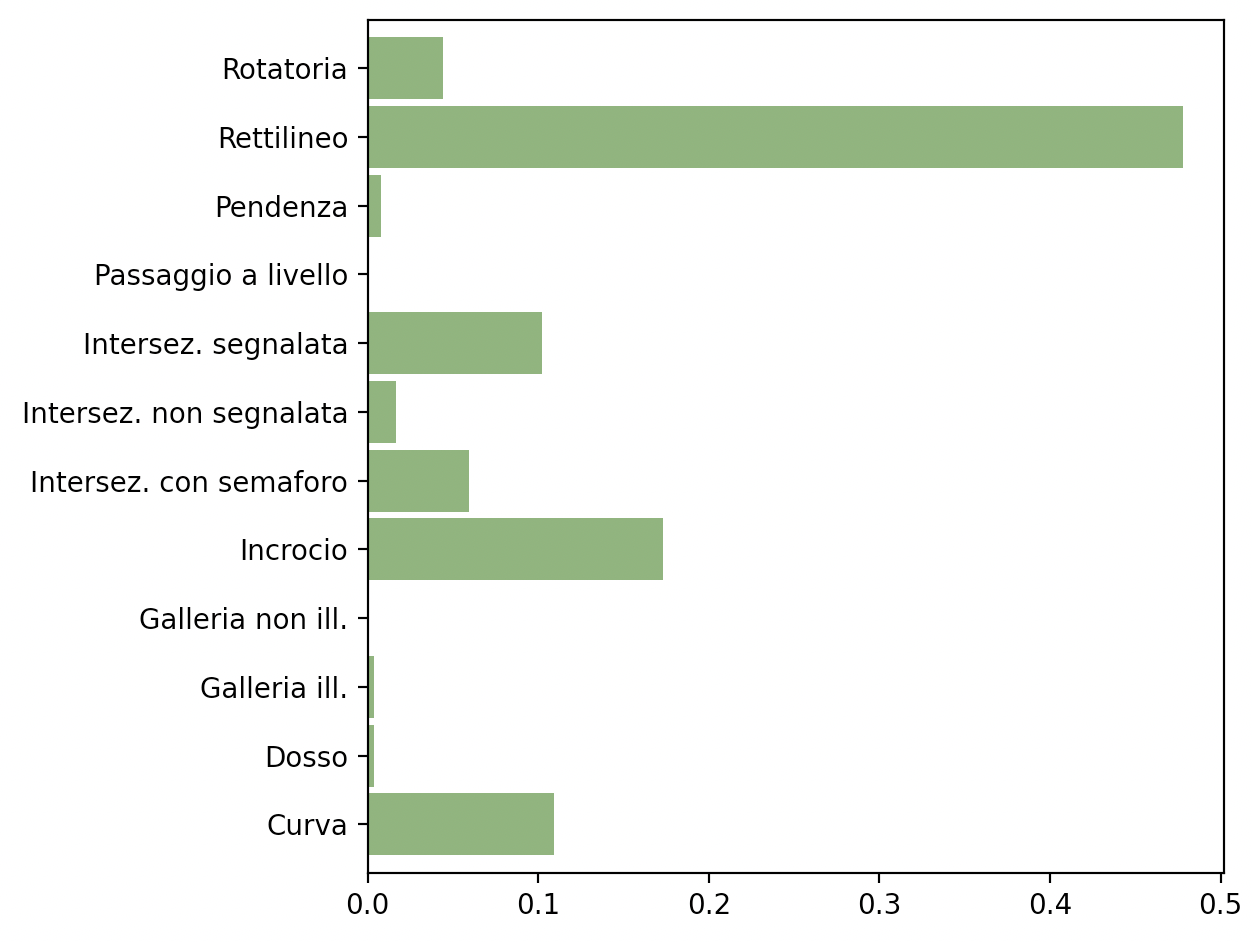 Rotatoria
Rettilineo
Pendenza
Passaggio a livello
Intersez. segnalata
Intersez. non segnalata
Intersez. con semaforo
Incrocio
Galleria non ill.
Galleria ill.
Dosso
Curva
0.0 0.1 0.2 0.3 0.4 0.5